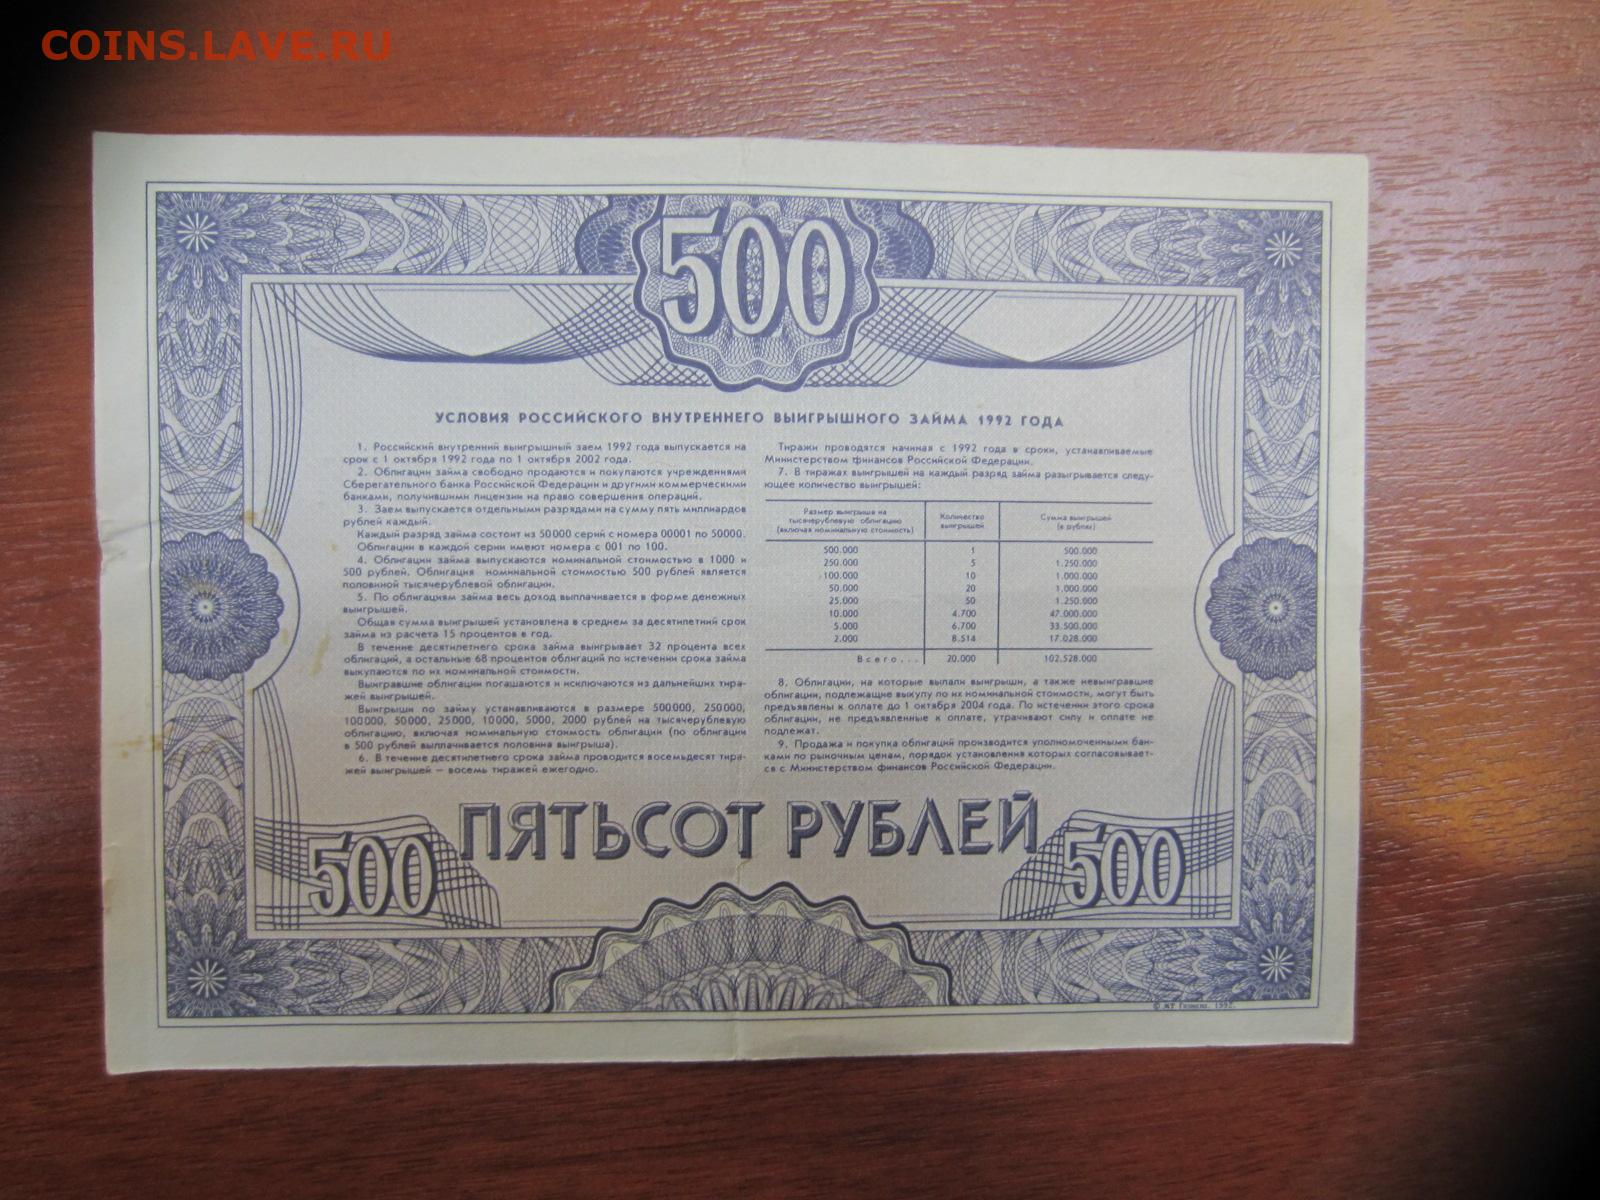 COINS.LAVE.RU
500
УСЛОВИЯ РОССИЙСКОГО ВНУТРЕННЕГО ВЫИГРЫШНОГО ЗАЙМА 1992 ГОДА
1. Российский внутренний выигрышный заем 1992 года выпускается на
срок с 1 октября 1992 года по 1 октября 2002 года.
2. Облигации займа свободно продаются и покупаются учреждениями
Сберегательного банка Российской Федерации и другими коммерческими
банками, получившими лицензии на право совершения операций.
3. Заем выпускается отдельными разрядами на сумму пять миллиардов
рублей каждый.
Каждый разряд займа состоит из 50000 серий с номера 00001 по 50000.
Облигации в каждой серии имеют номера с 001 по 100.
4. Облигации займа выпускаются номинальной стоимостью в 1000 и
500 рублей. Облигация номинальной стоимостью 500 рублей является
половиной тысячерублевой облигации.
5. По облигациям займа весь доход выплачивается в форме денежных
выигрышей.
Общая сумма выигрышей установлена в среднем за десятилетний срок
займа из расчета 15 процентов в год.
В течение десятилетнего срока займа выигрывает 32 процента всех
облигаций, а остальные 68 процентов облигаций по истечении срока займа
выкупаются по их номинальной стоимости.
Выигравшие облигации погашаются и исключаются из дальнейших тира-
жей выигрышей.
Выигрыши по займу устанавливаются в размере 500000, 250000,
100000, 50000, 25000, 10000, 5000, 2000 рублей на тысячерублевую
облигацию, включая номинальную стоимость облигации (по облигации
в 500 рублей выплачивается половина выигрыша).
6. В течение десятилетнего срока займа проводится восемьдесят тира-
жей выигрышей — восемь тиражей ежегодно.
Тиражи проводятся начиная с 1992 года в сроки, устанавливаемые
Министерством финансов Российской Федерации.
7. В тиражах выигрышей на каждый разряд займа разыгрывается следу-
ющее количество выигрышей:
Размер выигрыша на тысячерублевую облигацию (включая номинальную стоимость) Количество выигрышей Сумма выигрышей (в рублях)
500.000 1 500.000
250.000 5 1.250.000
100.000 10 1.000.000
50.000 20 1.000.000
25.000 50 1.250.000
10.000 4.700 47.000.000
5.000 6.700 33.500.000
2.000 8.514 17.028.000
Всего... 20.000 102.528.000
8. Облигации, на которые выпали выигрыши, а также невыигравшие
облигации, подлежащие выкупу по их номинальной стоимости, могут быть
предъявлены к оплате до 1 октября 2004 года. По истечении этого срока
облигации, не предъявленные к оплате, утрачивают силу и оплате не
подлежат.
9. Продажа и покупка облигаций производится уполномоченными бан-
ками по рыночным ценам, порядок установления которых согласовывает-
ся с Министерством финансов Российской Федерации.
ПЯТЬСОТ РУБЛЕЙ
500 500
1992.